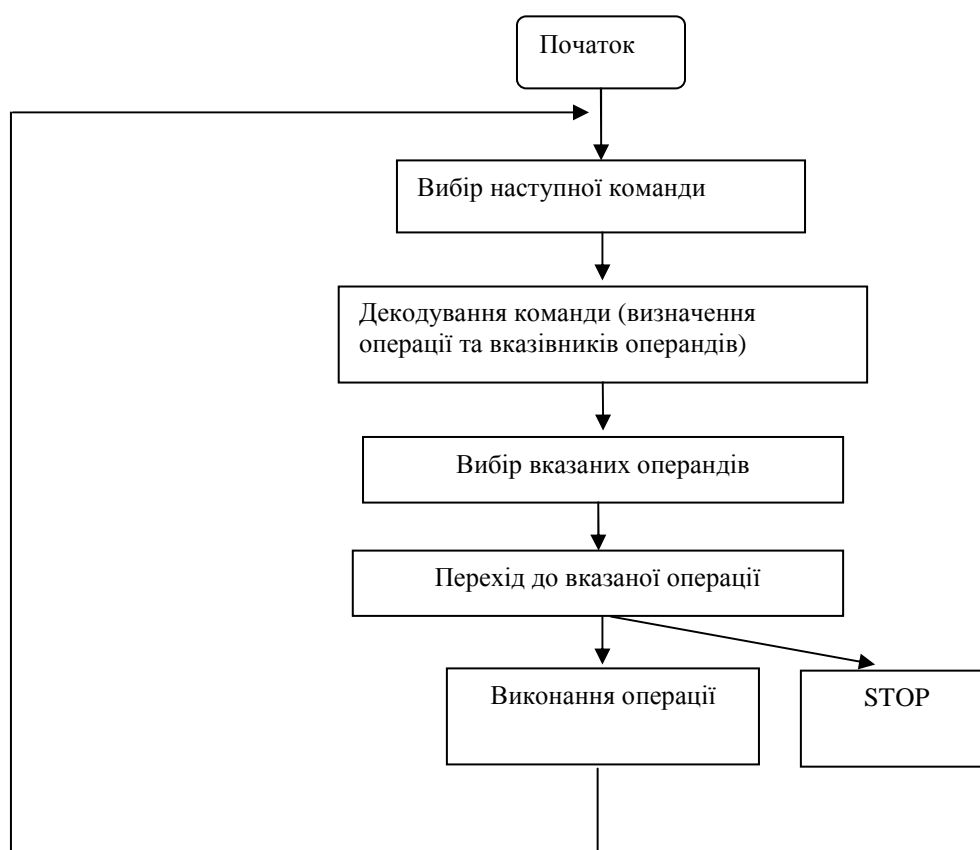 Початок
Вибір наступної команди
Декодування команди (визначення
операції та вказівників операндів)
Вибір вказаних операндів
Перехід до вказаної операції
Виконання операції
STOP